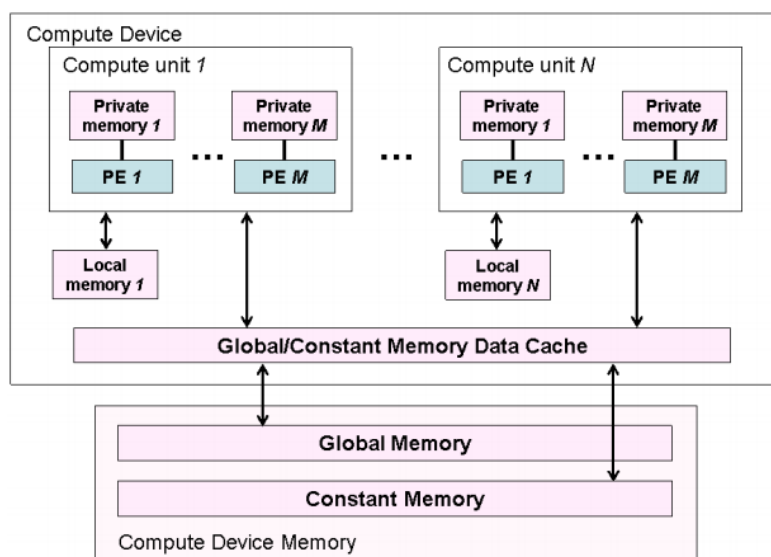 Compute Device
Compute unit 1
Compute unit N
Private
memory 1
Private
memory M
Private
memory 1
Private
memory M
...
...
...
PE 1
PE M
PE 1
PE M
Local
memory 1
Local
memory N
Global/Constant Memory Data Cache
Global Memory
Constant Memory
Compute Device Memory